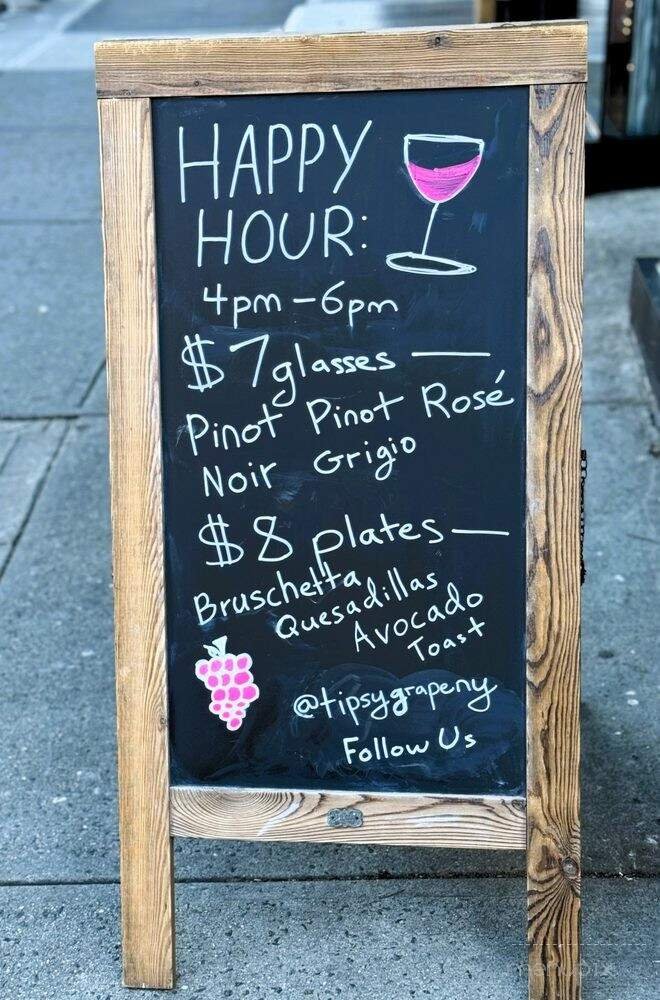 HAPPY
HOUR:
4pm - 6pm
$7 glasses —
Pinot Pinot Rosé
Noir Grigio
$8 plates —
Bruschetta
Quesadillas
Avocado
Toast
@tipsygrapeny
Follow Us
menupix